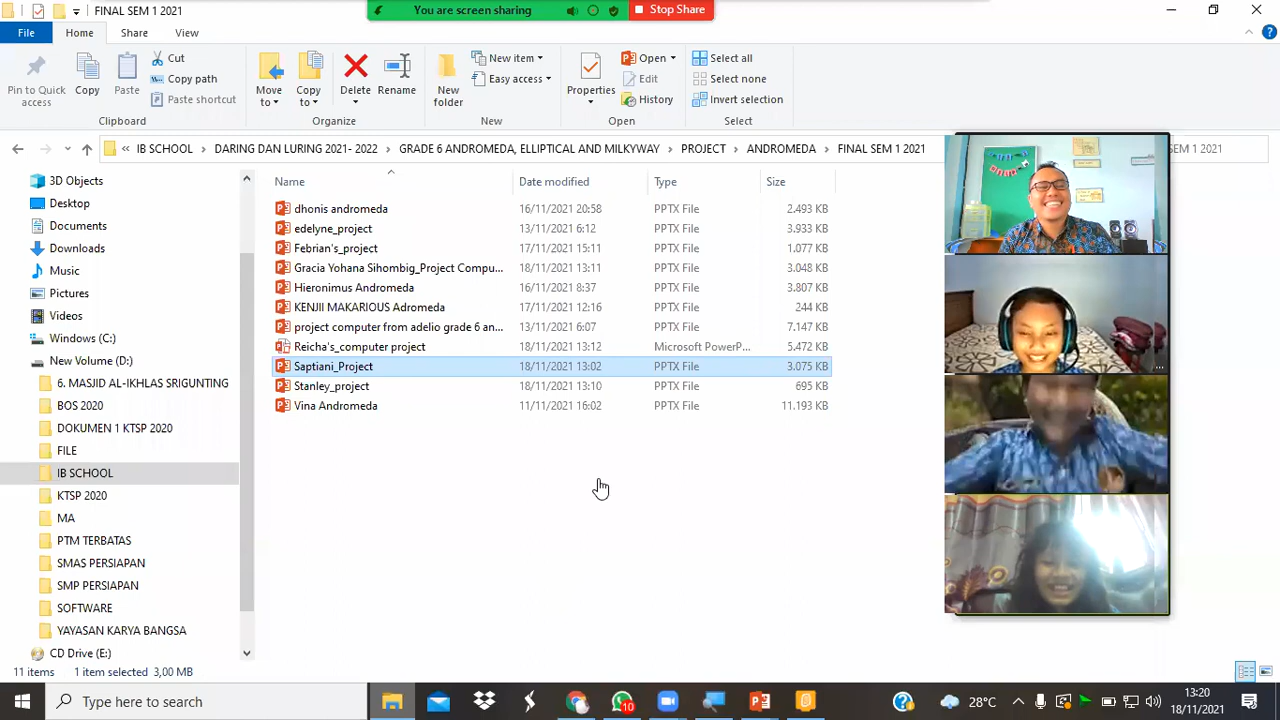 FINAL SEM 1 2021
You are screen sharing
Stop Share
File
Home
Share
View
Pin to Quick access
Copy
Paste
Cut
Copy path
Paste shortcut
Clipboard
Move to
Copy to
Delete
Rename
Organize
New folder
New item
Easy access
New
Properties
Open
Edit
History
Open
Select all
Select none
Invert selection
Select
« IB SCHOOL > DARING DAN LURING 2021- 2022 > GRADE 6 ANDROMEDA, ELLIPTICAL AND MILKYWAY > PROJECT > ANDROMEDA > FINAL SEM 1 2021
1 2021
3D Objects
Desktop
Documents
Downloads
Music
Pictures
Videos
Windows (C:)
New Volume (D:)
6. MASJID AL-IKHLAS SRIGUNTING
BOS 2020
DOKUMEN 1 KTSP 2020
FILE
IB SCHOOL
KTSP 2020
MA
PTM TERBATAS
SMAS PERSIAPAN
SMP PERSIAPAN
SOFTWARE
YAYASAN KARYA BANGSA
CD Drive (E:)
Name Date modified Type Size
dhonis andromeda 16/11/2021 20:58 PPTX File 2.493 KB
edelyne_project 13/11/2021 6:12 PPTX File 3.933 KB
Febrian's_project 17/11/2021 15:11 PPTX File 1.077 KB
Gracia Yohana Sihombig_Project Compu... 18/11/2021 13:11 PPTX File 3.048 KB
Hieronimus Andromeda 16/11/2021 8:37 PPTX File 3.807 KB
KENJI MAKARIOUS Adromeda 17/11/2021 12:16 PPTX File 244 KB
project computer from adelio grade 6 an... 13/11/2021 6:07 PPTX File 7.147 KB
Reicha's_computer project 18/11/2021 13:12 Microsoft PowerP... 5.472 KB
Saptiani_Project 18/11/2021 13:02 PPTX File 3.075 KB
Stanley_project 18/11/2021 13:10 PPTX File 695 KB
Vina Andromeda 11/11/2021 16:02 PPTX File 11.193 KB
11 items 1 item selected 3,00 MB
Type here to search
10
28°C
13:20
18/11/2021